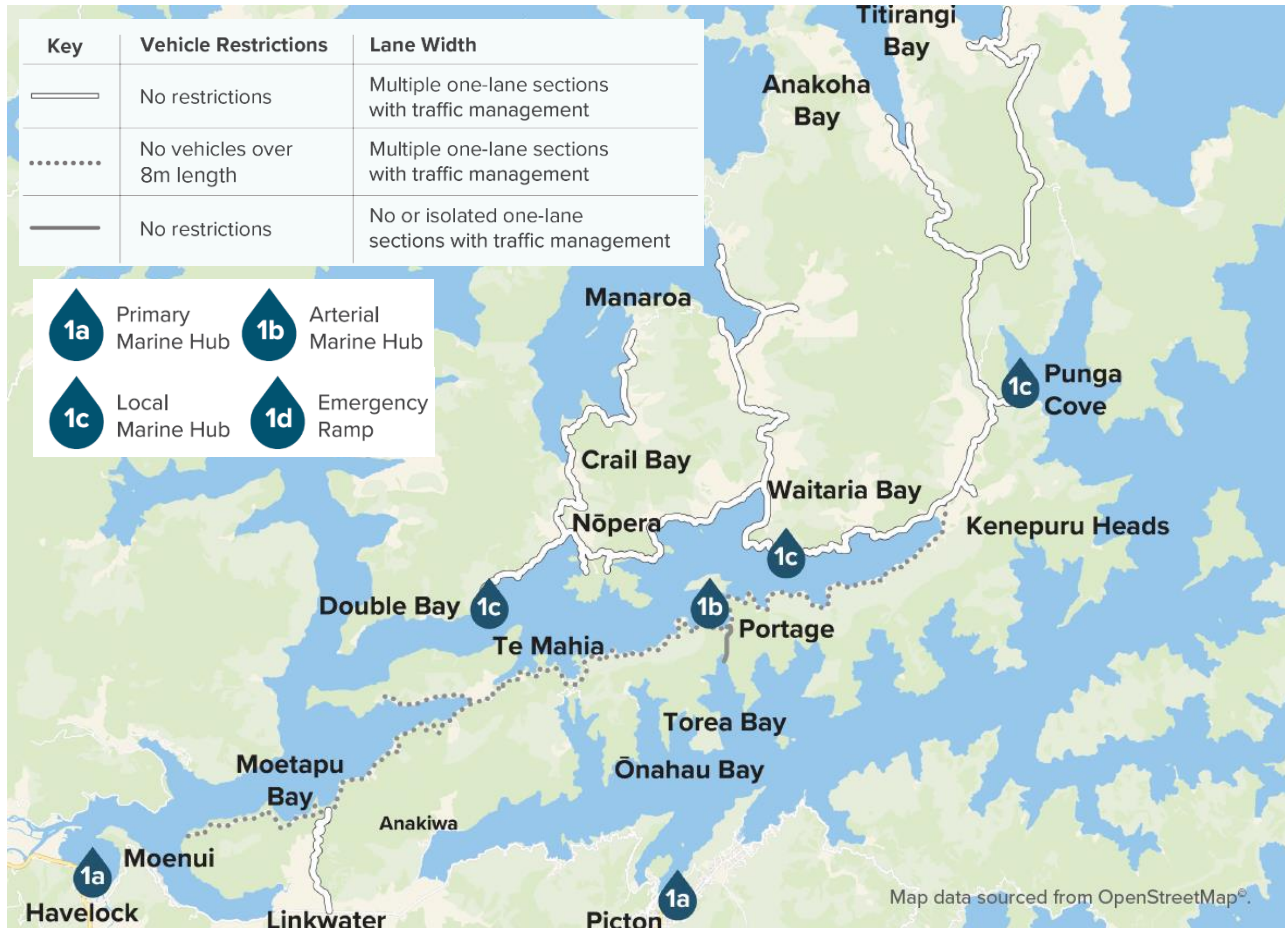 Key Vehicle Restrictions Lane Width
No restrictions
Multiple one-lane sections
with traffic management
No vehicles over
8m length
Multiple one-lane sections
with traffic management
No restrictions
No or isolated one-lane
sections with traffic management
1a
Primary
Marine Hub
1b
Arterial
Marine Hub
1c
Local
Marine Hub
1d
Emergency
Ramp
Titirangi
Bay
Anakoha
Bay
Manaroa
1c
Punga
Cove
Crail Bay
Waitaria Bay
Nōpera
Kenepuru Heads
1c
Double Bay
1c
1b
Portage
Te Mahia
Torea Bay
Ōnahau Bay
Moetapu
Bay
Anakiwa
Moenui
1a
Havelock
Linkwater
1a
Picton
Map data sourced from OpenStreetMap©.